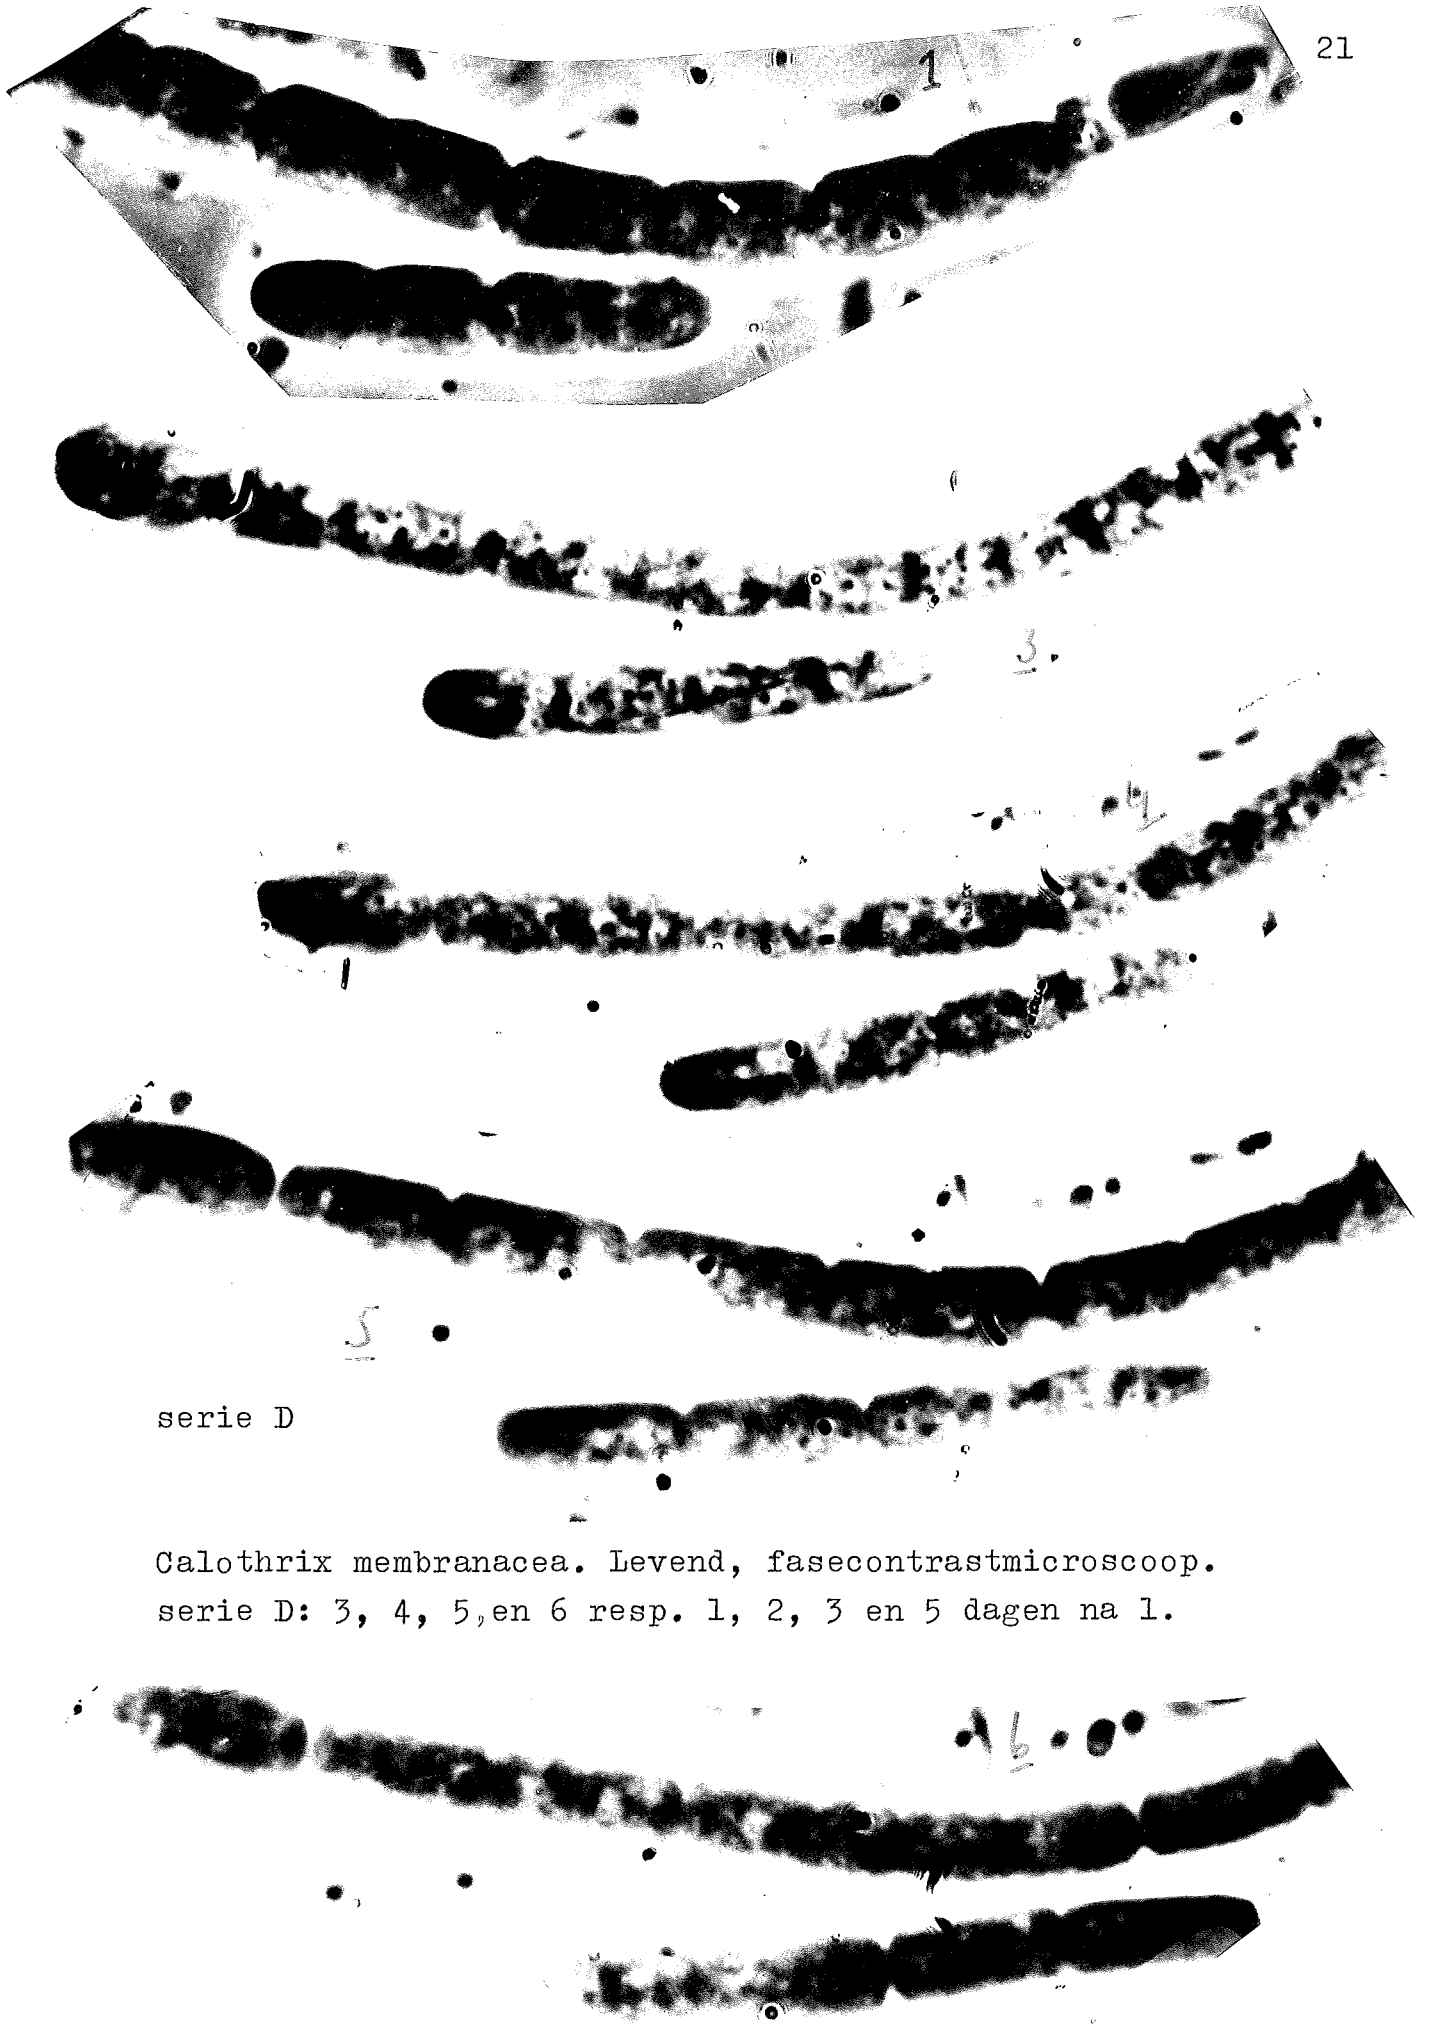 21
1
3.
4
5
serie D
Calothrix membranacea. Levend, fasecontrastmicroscoop.
serie D: 3, 4, 5,en 6 resp. 1, 2, 3 en 5 dagen na 1.
6